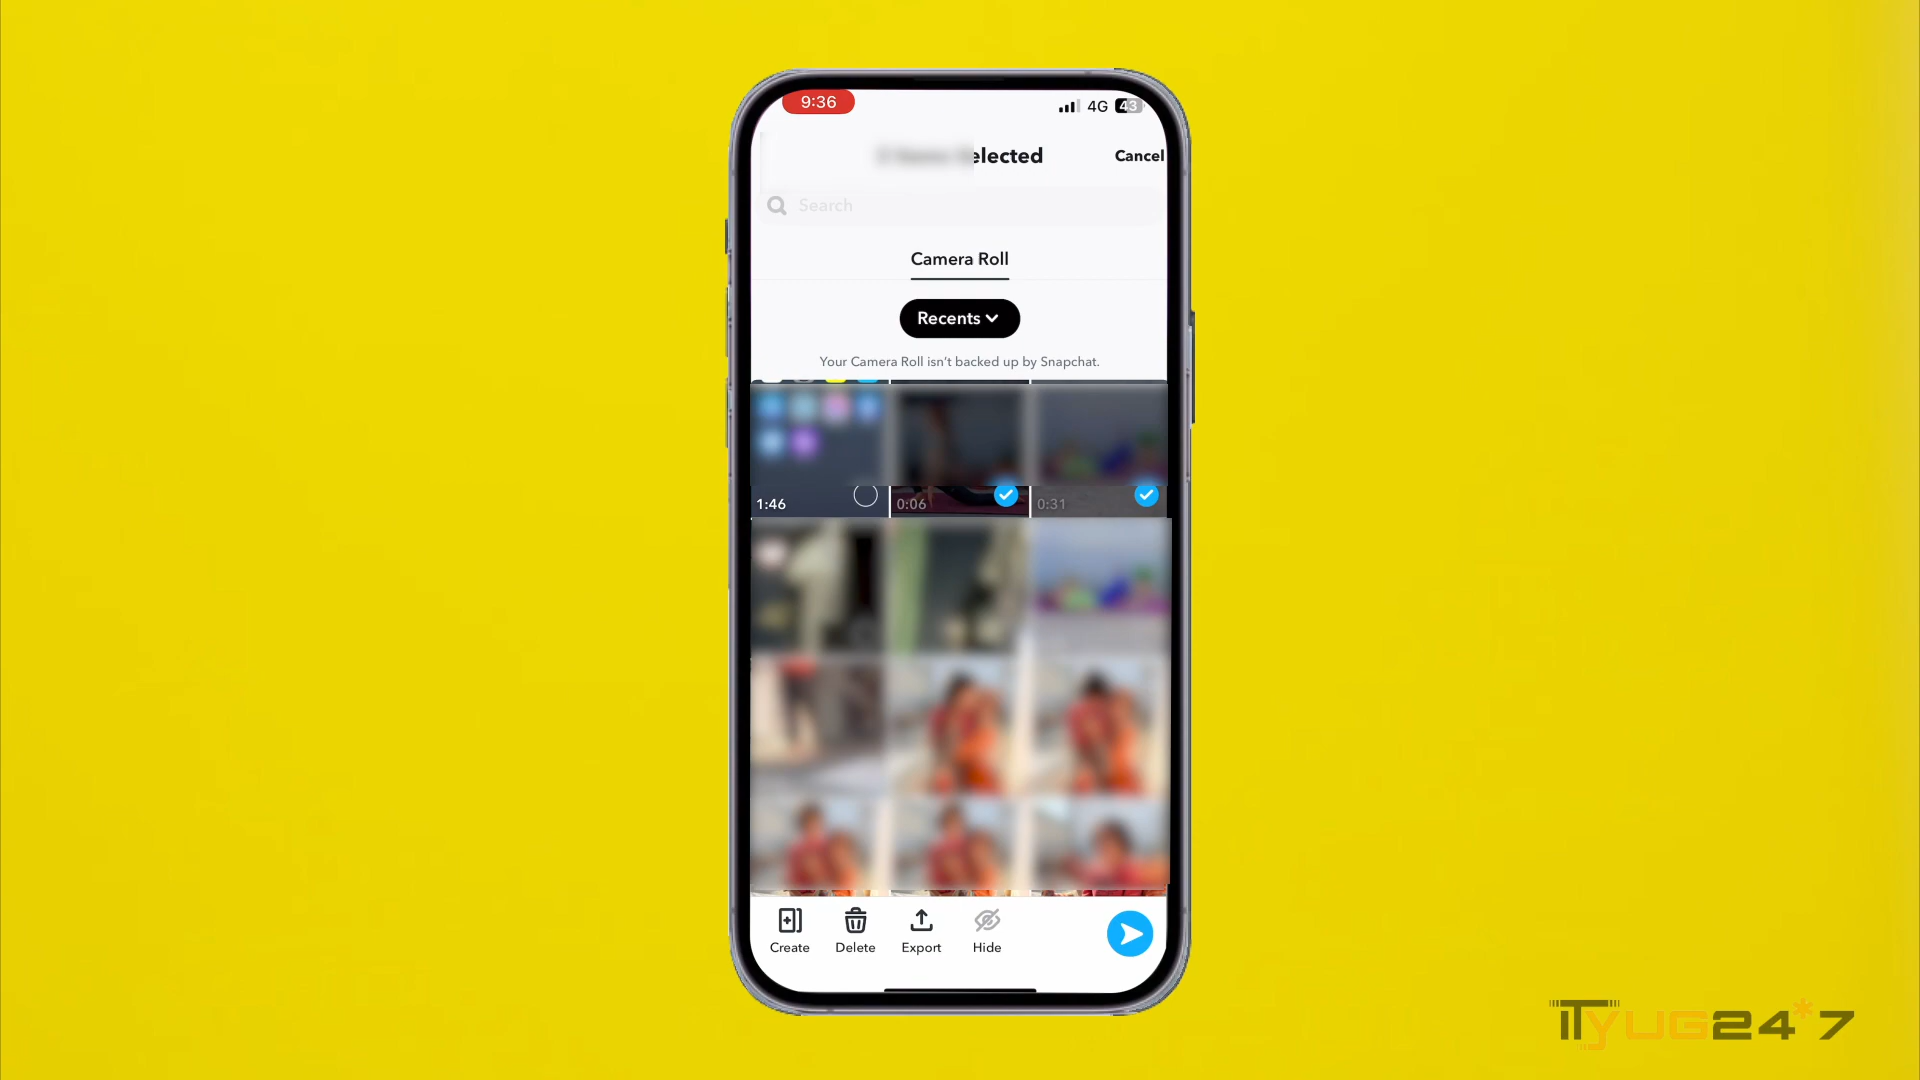 9:36
4G 43
elected
Cancel
Search
Camera Roll
Recents
Your Camera Roll isn't backed up by Snapchat.
1:46
0:06
0:31
Create
Delete
Export
Hide
ITYUG24*7